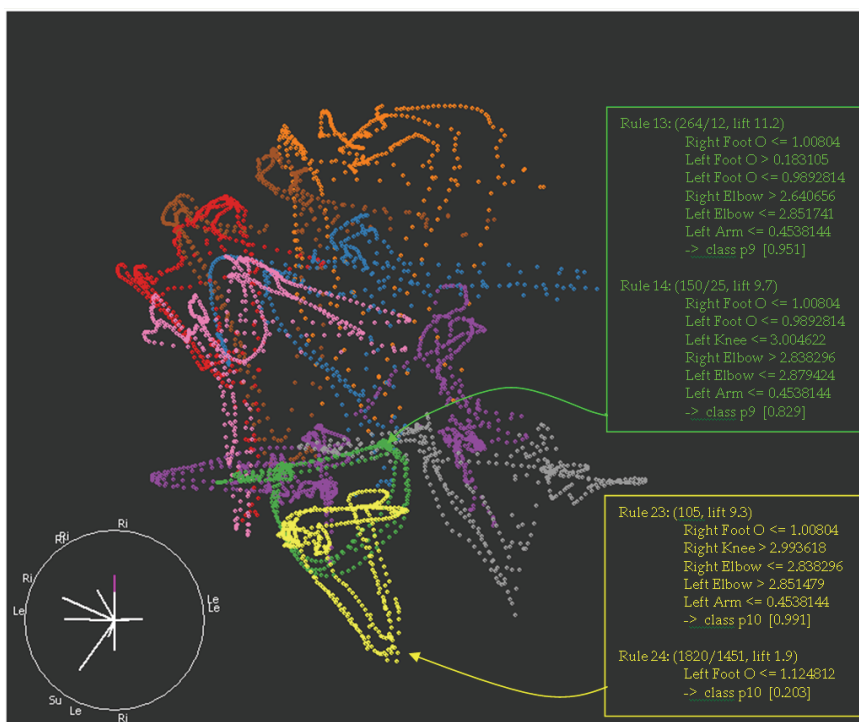 Rule 13: (264/12, lift 11.2)
Right Foot O <= 1.00804
Left Foot O > 0.183105
Left Foot O <= 0.9892814
Right Elbow > 2.640656
Left Elbow <= 2.851741
Left Arm <= 0.4538144
-> class p9 [0.951]
Rule 14: (150/25, lift 9.7)
Right Foot O <= 1.00804
Left Foot O <= 0.9892814
Left Knee <= 3.004622
Right Elbow > 2.838296
Left Elbow <= 2.879424
Left Arm <= 0.4538144
-> class p9 [0.829]
Rule 23: (105, lift 9.3)
Right Foot O <= 1.00804
Right Knee > 2.993618
Right Elbow <= 2.838296
Left Elbow > 2.851479
Left Arm <= 0.4538144
-> class p10 [0.991]
Rule 24: (1820/1451, lift 1.9)
Left Foot O <= 1.124812
-> class p10 [0.203]
Ri
Ri
Ri
Ri
Le
Le
Le
Su
Le
Ri